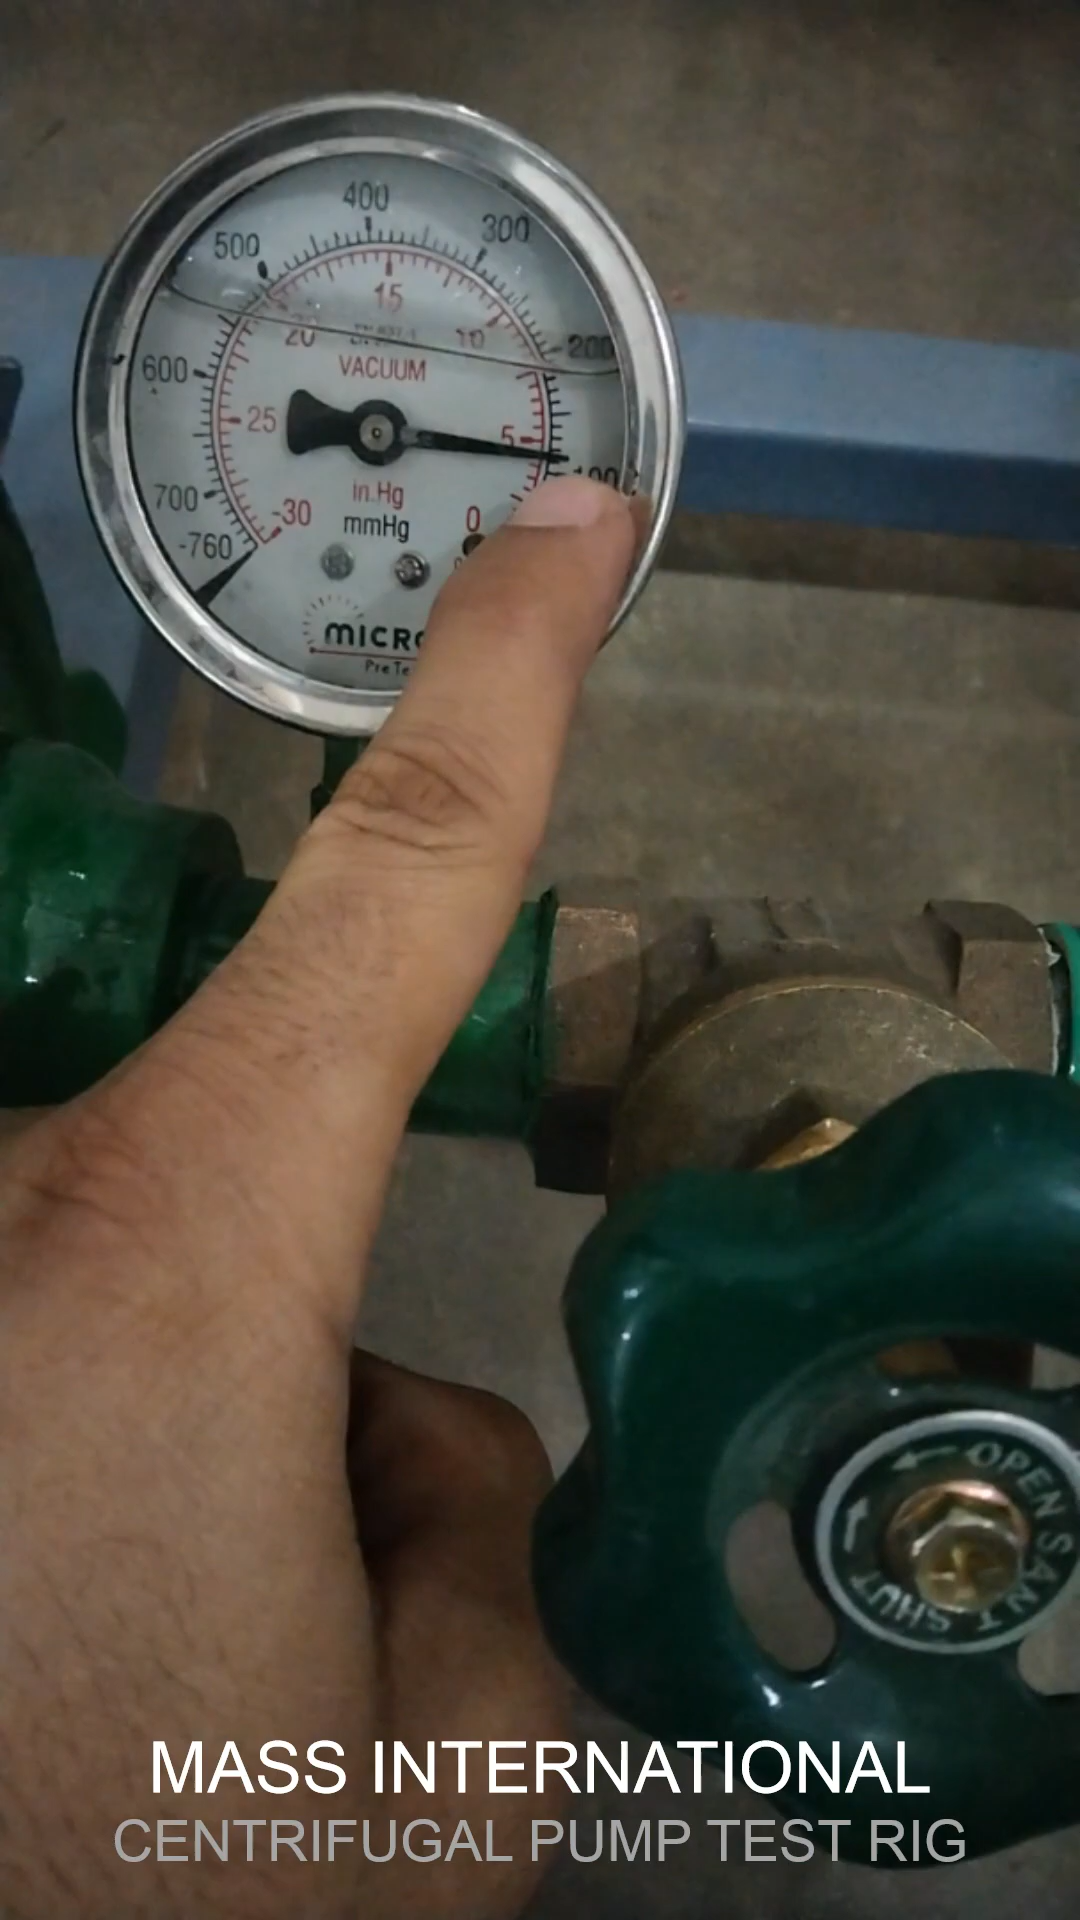 400
500
300
15
20
10
200
VACUUM
600
25
5
100
in.Hg
700
-30
mmHg
0
-760
OPEN
SANT
SHUT
MASS INTERNATIONAL
CENTRIFUGAL PUMP TEST RIG